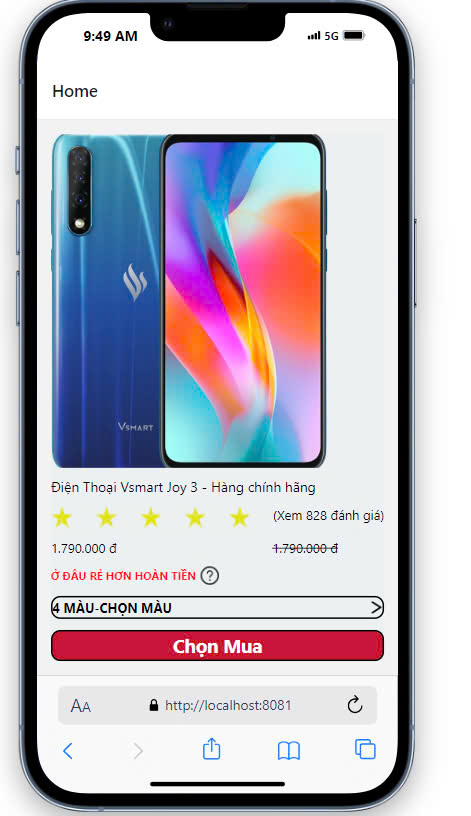 9:49 AM
5G
Home
VSMART
Điện Thoại Vsmart Joy 3 - Hàng chính hãng
(Xem 828 đánh giá)
1.790.000 đ
1.790.000 đ
Ở ĐÂU RẺ HƠN HOÀN TIỀN ?
4 MÀU-CHỌN MÀU
Chọn Mua
AA
http://localhost:8081